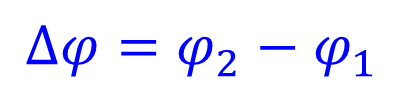 Δφ = φ₂ − φ₁